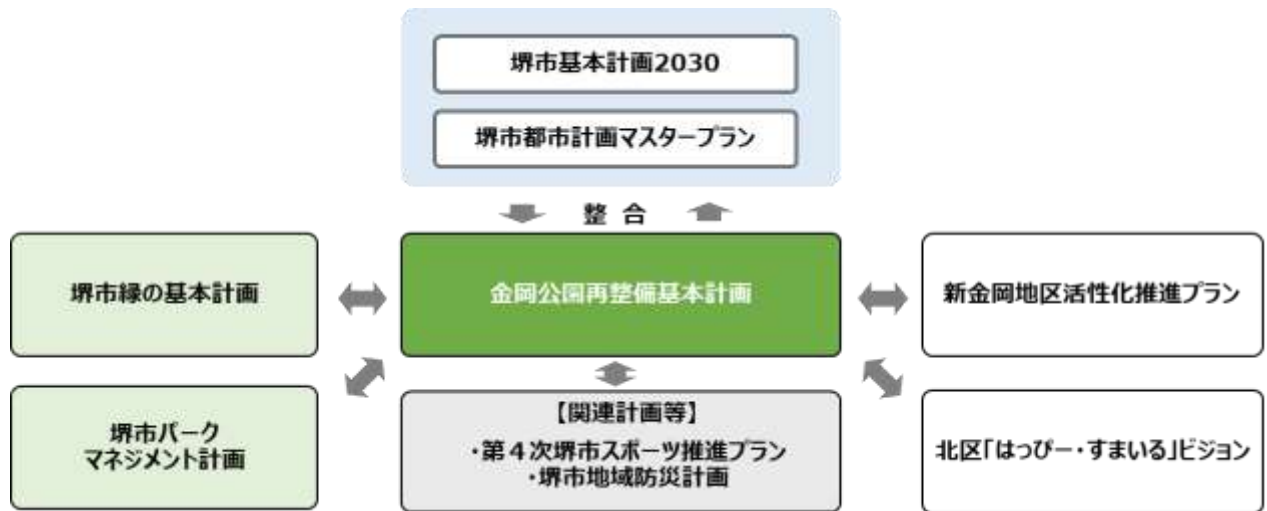 堺市基本計画2030
堺市都市計画マスタープラン
整 合
堺市緑の基本計画
金岡公園再整備基本計画
新金岡地区活性化推進プラン
堺市パーク
マネジメント計画
【関連計画等】
・第４次堺市スポーツ推進プラン
・堺市地域防災計画
北区「はっぴー・すまいる」ビジョン